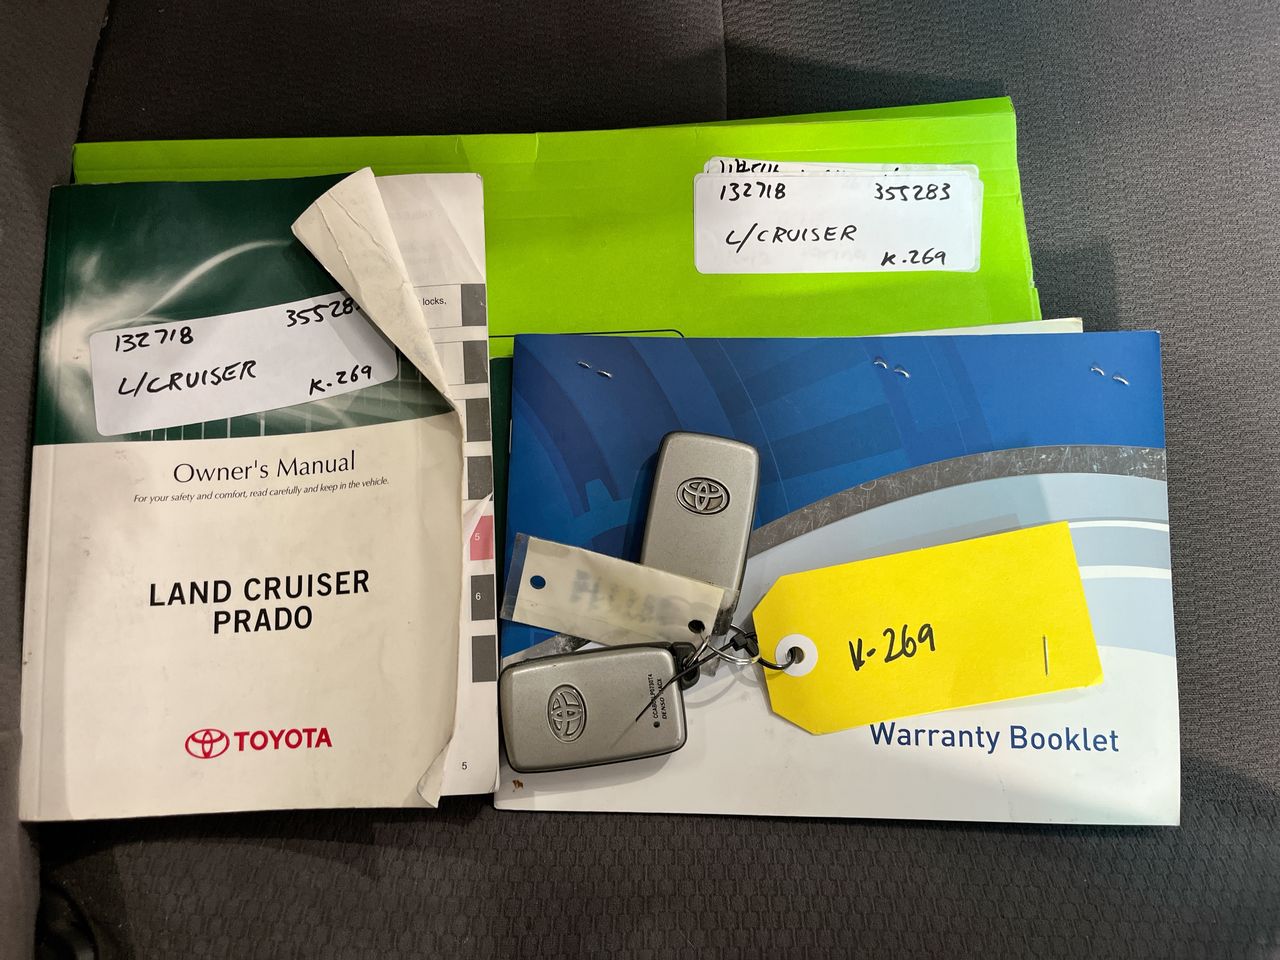 132718 355283
L/CRUISER
K-269
132718 35528
L/CRUISER
K-269
locks,
Owner's Manual
For your safety and comfort, read carefully and keep in the vehicle.
LAND CRUISER
PRADO
TOYOTA
5
6
5
K-269
Warranty Booklet